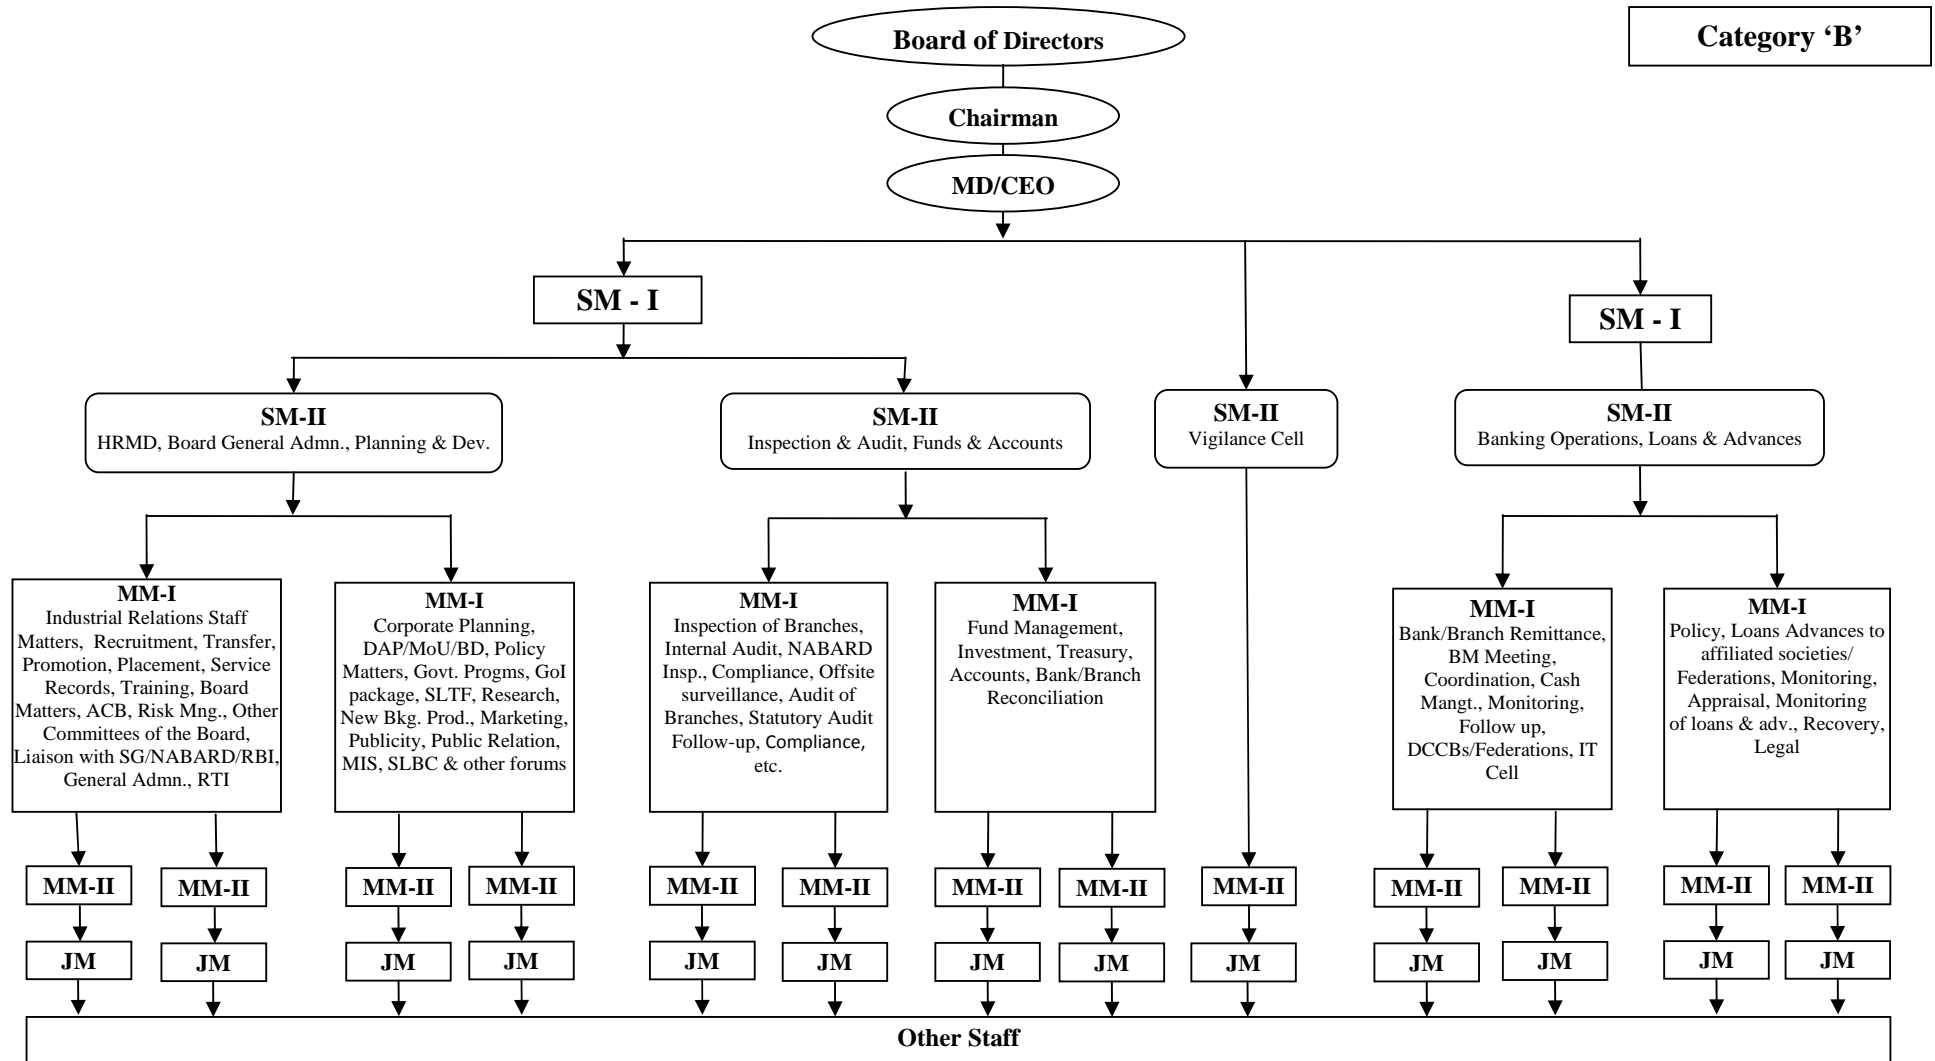 Board of Directors
Category ‘B’
Chairman
MD/CEO
SM - I
SM - I
SM-II
HRMD, Board General Admn., Planning & Dev.
SM-II
Inspection & Audit, Funds & Accounts
SM-II
Vigilance Cell
SM-II
Banking Operations, Loans & Advances
MM-I
Industrial Relations Staff
Matters, Recruitment, Transfer,
Promotion, Placement, Service
Records, Training, Board
Matters, ACB, Risk Mng., Other
Committees of the Board,
Liaison with SG/NABARD/RBI,
General Admn., RTI
MM-I
Corporate Planning,
DAP/MoU/BD, Policy
Matters, Govt. Progms, GoI
package, SLTF, Research,
New Bkg. Prod., Marketing,
Publicity, Public Relation,
MIS, SLBC & other forums
MM-I
Inspection of Branches,
Internal Audit, NABARD
Insp., Compliance, Offsite
surveillance, Audit of
Branches, Statutory Audit
Follow-up, Compliance,
etc.
MM-I
Fund Management,
Investment, Treasury,
Accounts, Bank/Branch
Reconciliation
MM-I
Bank/Branch Remittance,
BM Meeting,
Coordination, Cash
Mangt., Monitoring,
Follow up,
DCCBs/Federations, IT
Cell
MM-I
Policy, Loans Advances to
affiliated societies/
Federations, Monitoring,
Appraisal, Monitoring
of loans & adv., Recovery,
Legal
MM-II
MM-II
MM-II
MM-II
MM-II
MM-II
MM-II
MM-II
MM-II
MM-II
MM-II
MM-II
MM-II
JM
JM
JM
JM
JM
JM
JM
JM
JM
JM
JM
JM
JM
Other Staff